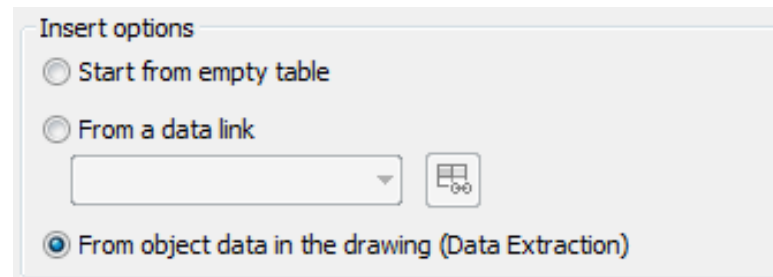 Insert options
Start from empty table
From a data link
From object data in the drawing (Data Extraction)